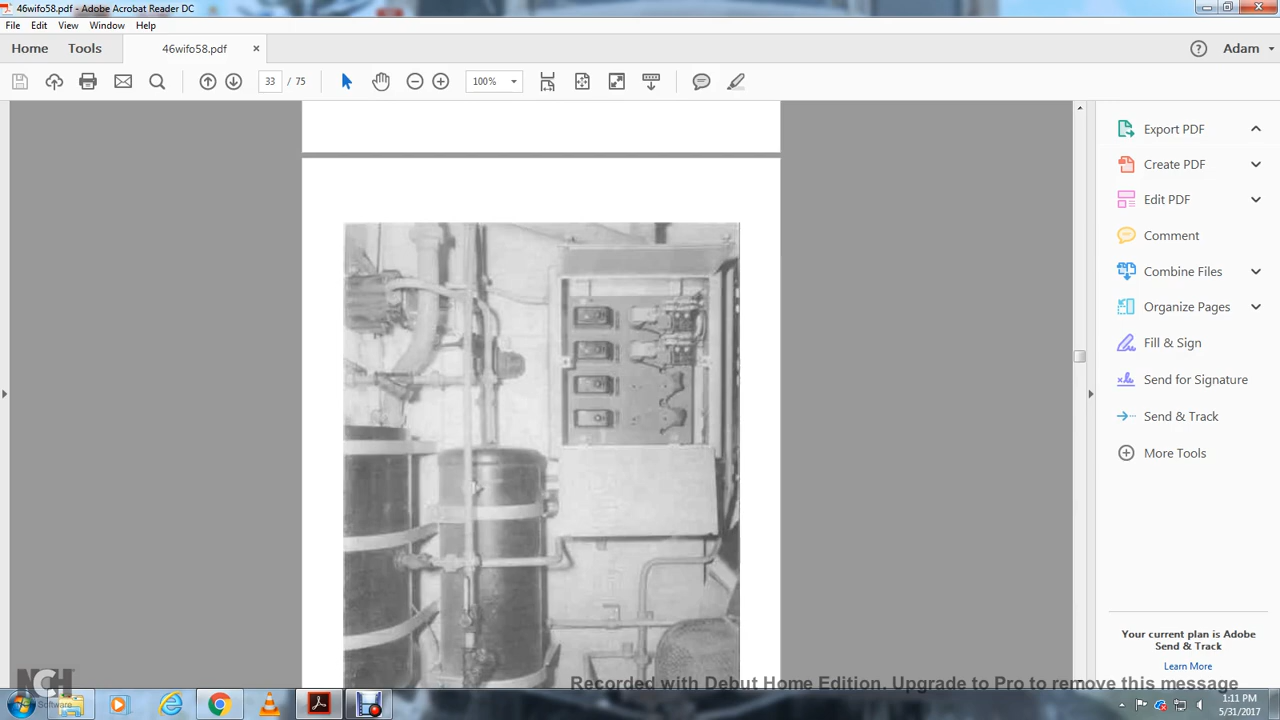 46wifo58.pdf - Adobe Acrobat Reader DC
File Edit View Window Help
Home Tools 46wifo58.pdf × Adam
33 / 75 100%
Export PDF
Create PDF
Edit PDF
Comment
Combine Files
Organize Pages
Fill & Sign
Send for Signature
Send & Track
More Tools
Your current plan is Adobe
Send & Track
Learn More
NCH
Software
Recorded with Debut Home Edition. Upgrade to Pro to remove this message
1:11 PM
5/31/2017